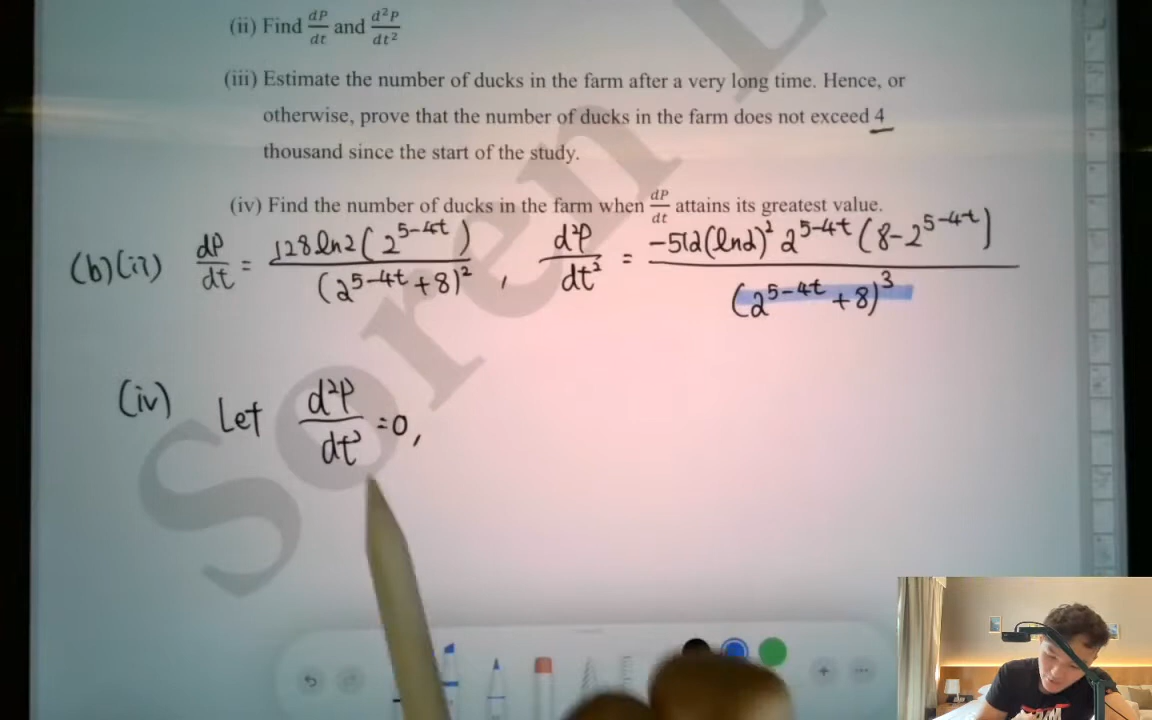 (ii) Find dP/dt and d²P/dt²
(iii) Estimate the number of ducks in the farm after a very long time. Hence, or
otherwise, prove that the number of ducks in the farm does not exceed 4
thousand since the start of the study.
(iv) Find the number of ducks in the farm when dP/dt attains its greatest value.
(b)(ii) dP/dt = 128 ln2 (2^(5-4t)) / (2^(5-4t) + 8)² , d²P/dt² = -512(ln2)² 2^(5-4t) (8 - 2^(5-4t)) / (2^(5-4t) + 8)³
(iv) Let d²P/dt² = 0,
Soren L